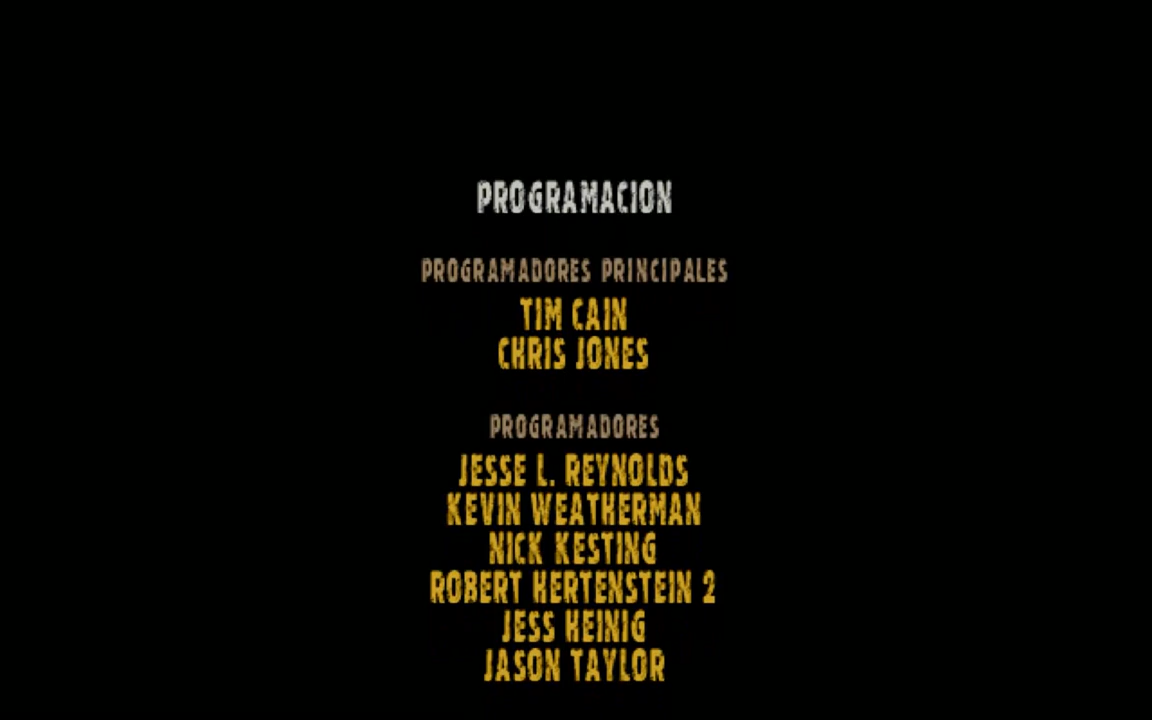 PROGRAMACION
PROGRAMADORES PRINCIPALES
TIM CAIN
CHRIS JONES
PROGRAMADORES
JESSE L. REYNOLDS
KEVIN WEATHERMAN
NICK KESTING
ROBERT HERTENSTEIN 2
JESS HEINIG
JASON TAYLOR